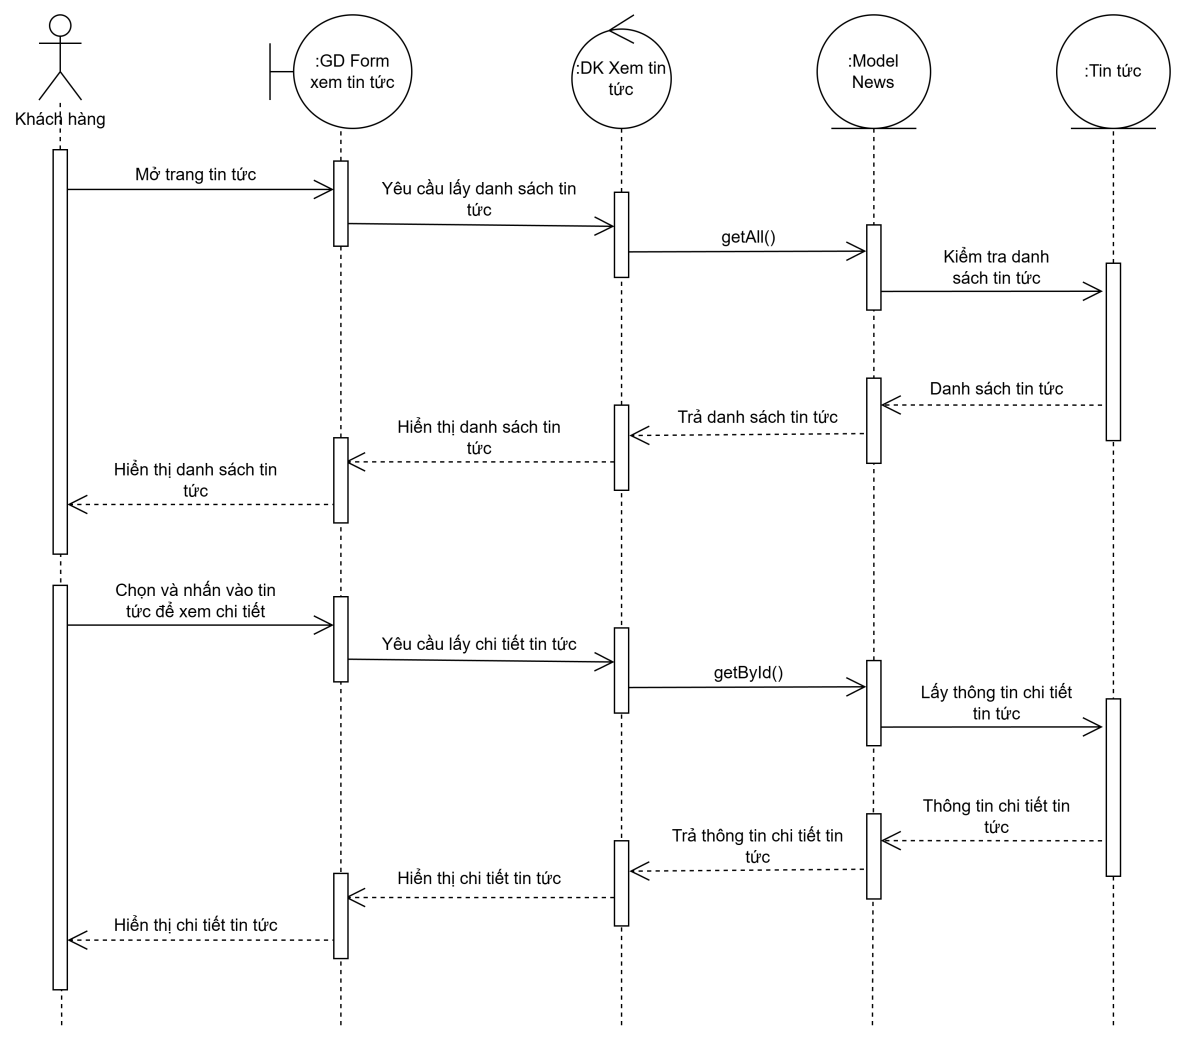 :GD Form
xem tin tức
:DK Xem tin
tức
:Model
News
:Tin tức
Khách hàng
Mở trang tin tức
Yêu cầu lấy danh sách tin
tức
getAll()
Kiểm tra danh
sách tin tức
Danh sách tin tức
Trả danh sách tin tức
Hiển thị danh sách tin
tức
Hiển thị danh sách tin
tức
Chọn và nhấn vào tin
tức để xem chi tiết
Yêu cầu lấy chi tiết tin tức
getById()
Lấy thông tin chi tiết
tin tức
Thông tin chi tiết tin
tức
Trả thông tin chi tiết tin
tức
Hiển thị chi tiết tin tức
Hiển thị chi tiết tin tức